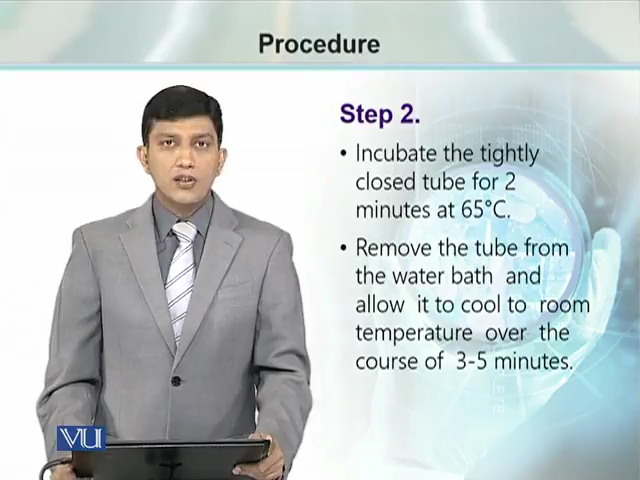 Procedure
Step 2.
• Incubate the tightly
closed tube for 2
minutes at 65°C.
• Remove the tube from
the water bath and
allow it to cool to room
temperature over the
course of 3-5 minutes.
VU